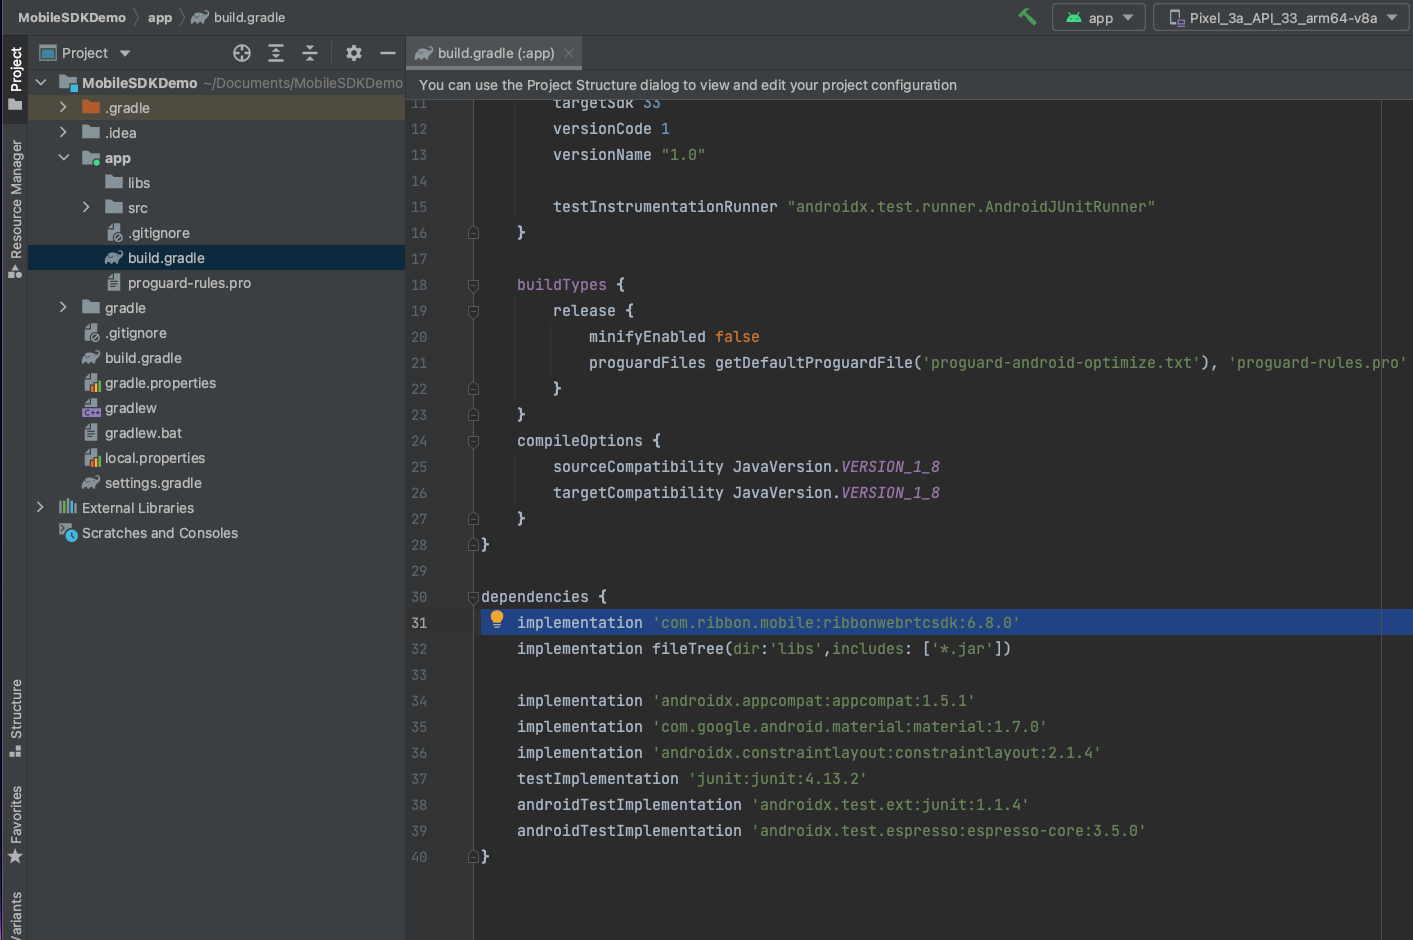 MobileSDKDemo app build.gradle
app Pixel_3a_API_33_arm64-v8a
Project
build.gradle (:app)
You can use the Project Structure dialog to view and edit your project configuration
Project
Resource Manager
Structure
Favorites
Variants
MobileSDKDemo ~/Documents/MobileSDKDemo
.gradle
.idea
app
libs
src
.gitignore
build.gradle
proguard-rules.pro
gradle
.gitignore
build.gradle
gradle.properties
gradlew
gradlew.bat
local.properties
settings.gradle
External Libraries
Scratches and Consoles
11 targetSdk 33
12 versionCode 1
13 versionName "1.0"
14
15 testInstrumentationRunner "androidx.test.runner.AndroidJUnitRunner"
16 }
17
18 buildTypes {
19 release {
20 minifyEnabled false
21 proguardFiles getDefaultProguardFile('proguard-android-optimize.txt'), 'proguard-rules.pro'
22 }
23 }
24 compileOptions {
25 sourceCompatibility JavaVersion.VERSION_1_8
26 targetCompatibility JavaVersion.VERSION_1_8
27 }
28 }
29
30 dependencies {
31 implementation 'com.ribbon.mobile:ribbonwebrtcsdk:6.8.0'
32 implementation fileTree(dir:'libs',includes: ['*.jar'])
33
34 implementation 'androidx.appcompat:appcompat:1.5.1'
35 implementation 'com.google.android.material:material:1.7.0'
36 implementation 'androidx.constraintlayout:constraintlayout:2.1.4'
37 testImplementation 'junit:junit:4.13.2'
38 androidTestImplementation 'androidx.test.ext:junit:1.1.4'
39 androidTestImplementation 'androidx.test.espresso:espresso-core:3.5.0'
40 }